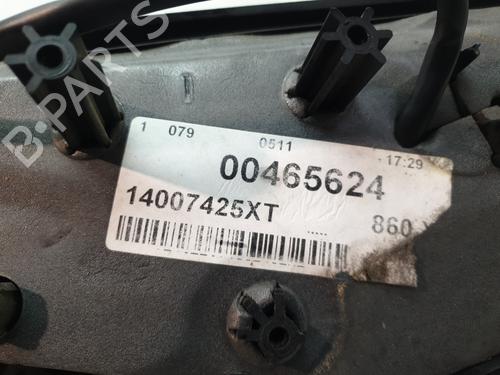 B-PARTS
1 079 0511 17:29
00465624
14007425XT ..... 860